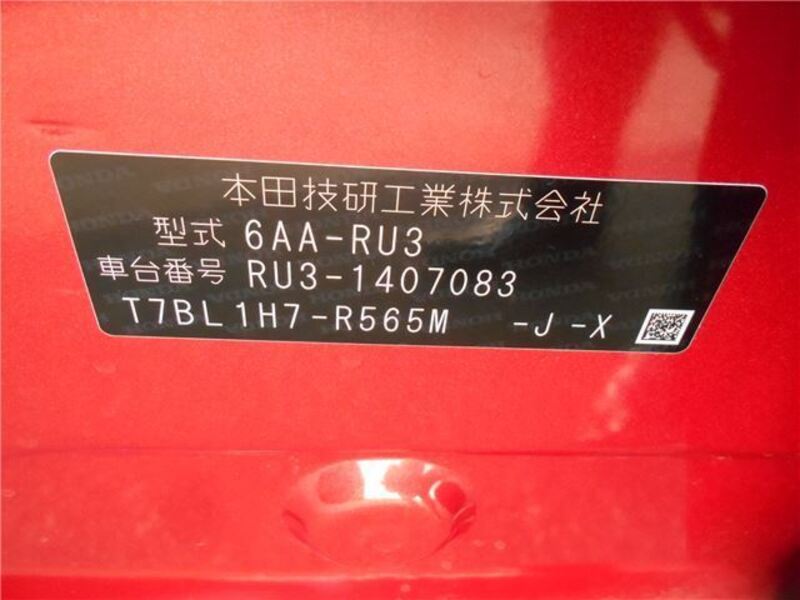 本田技研工業株式会社
型式 6AA-RU3
車台番号 RU3-1407083
T7BL1H7-R565M -J -X